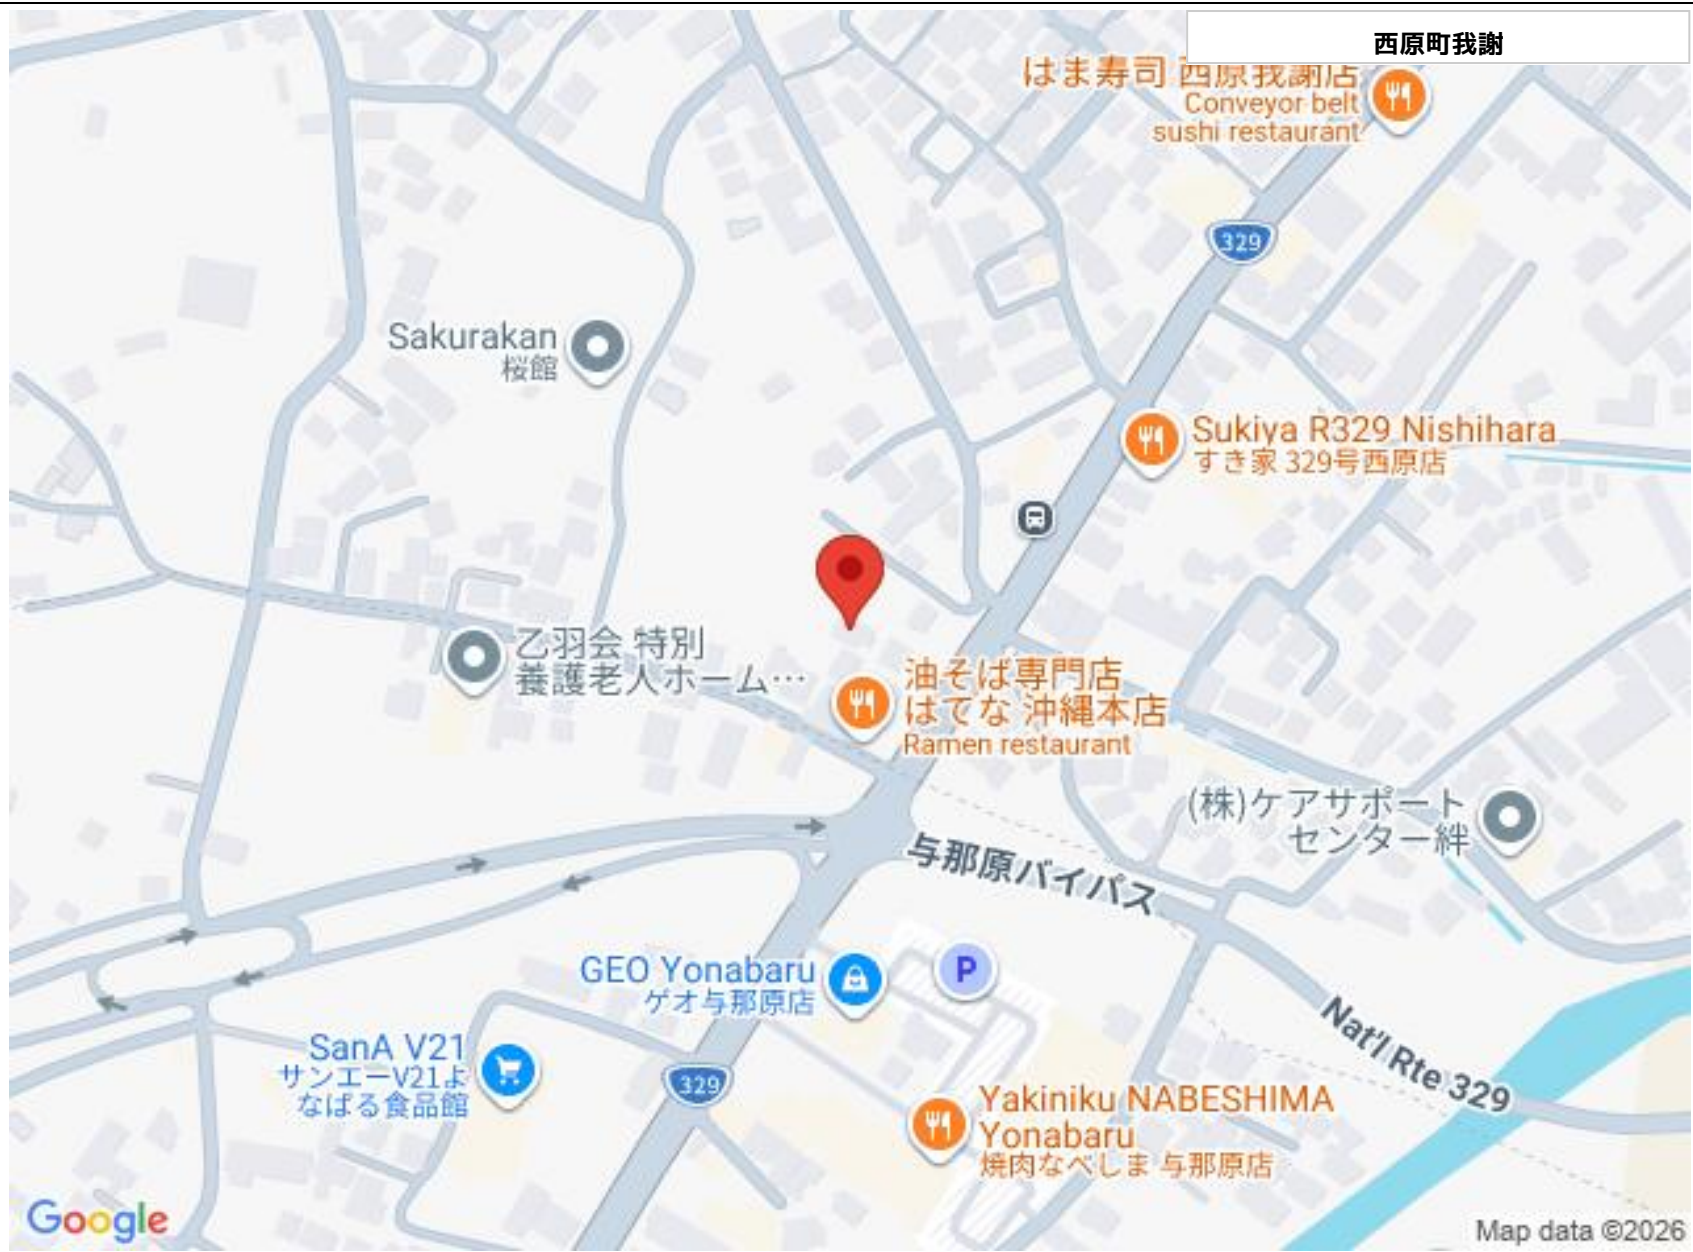 西原町我謝
はま寿司 西原我謝店
Conveyor belt
sushi restaurant
329
Sakurakan
桜館
Sukiya R329 Nishihara
すき家 329号西原店
乙羽会 特別
養護老人ホーム…
油そば専門店
はてな 沖縄本店
Ramen restaurant
(株)ケアサポート
センター絆
与那原バイパス
GEO Yonabaru
ゲオ与那原店
P
Nat'l Rte 329
SanA V21
サンエーV21よ
なばる食品館
329
Yakiniku NABESHIMA
Yonabaru
焼肉なべしま 与那原店
Google
Map data ©2026